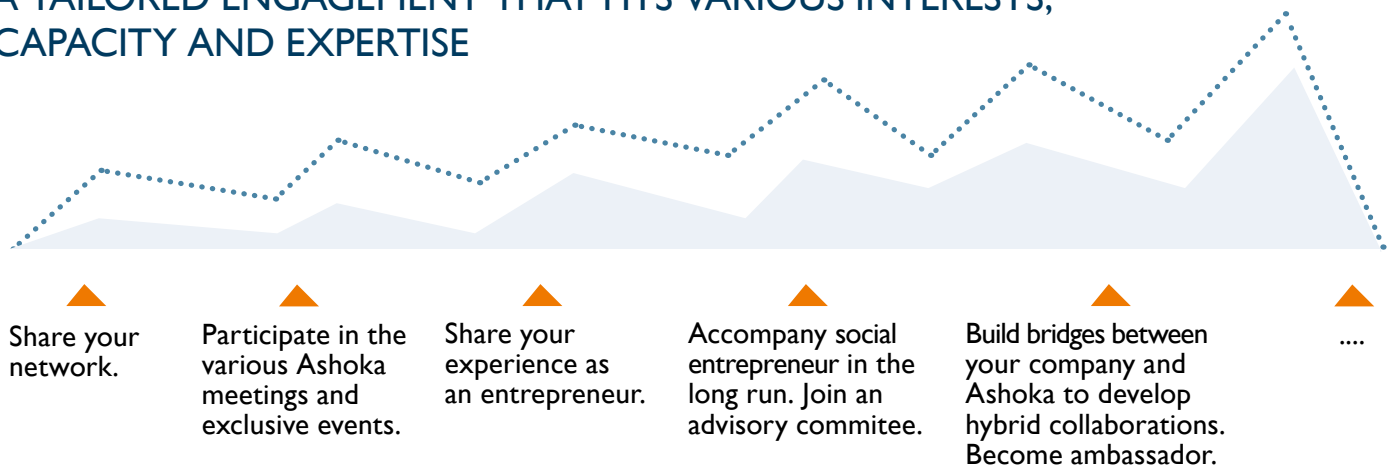 A TAILORED ENGAGEMENT THAT FITS VARIOUS INTERESTS,
CAPACITY AND EXPERTISE
Share your
network.
Participate in the
various Ashoka
meetings and
exclusive events.
Share your
experience as
an entrepreneur.
Accompany social
entrepreneur in the
long run. Join an
advisory commitee.
Build bridges between
your company and
Ashoka to develop
hybrid collaborations.
Become ambassador.
....